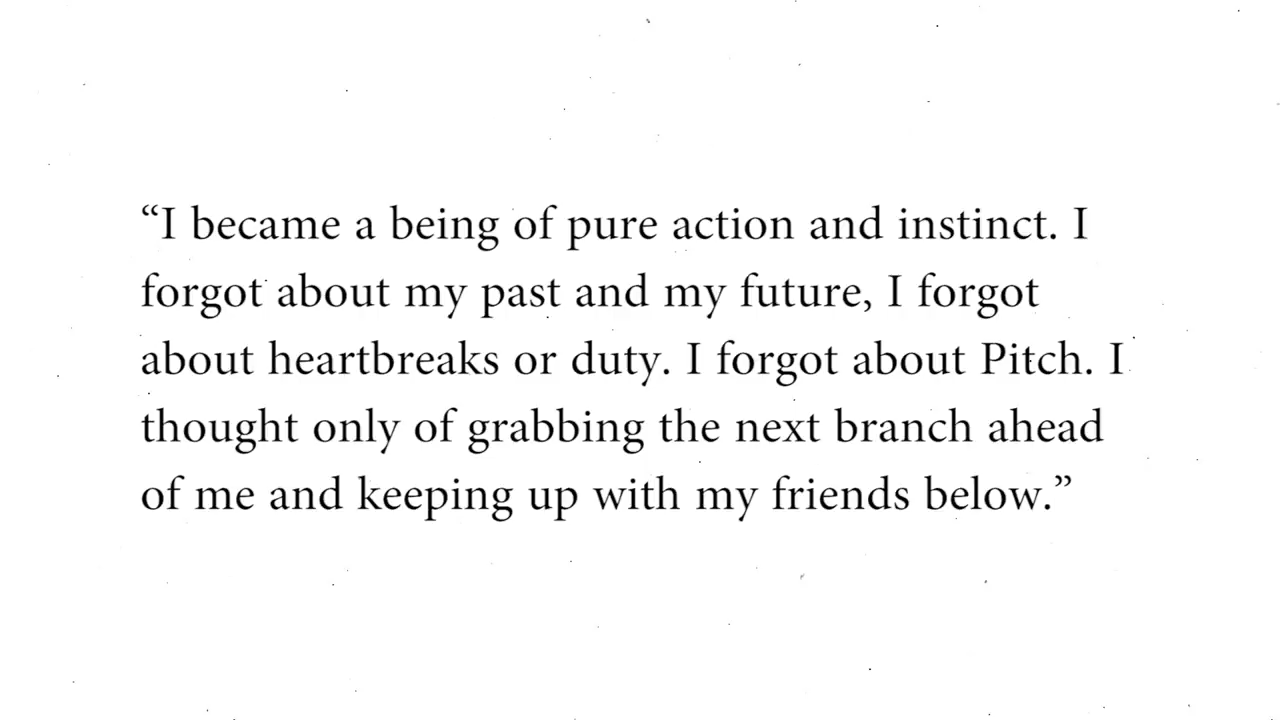 “I became a being of pure action and instinct. I
forgot about my past and my future, I forgot
about heartbreaks or duty. I forgot about Pitch. I
thought only of grabbing the next branch ahead
of me and keeping up with my friends below.”